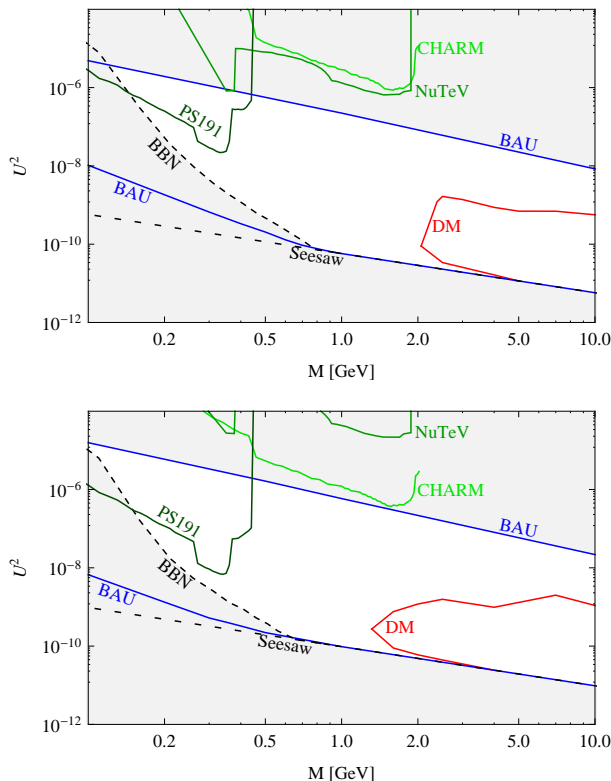 CHARM
10⁻⁶
NuTeV
PS191
BAU
BBN
U²
10⁻⁸
BAU
DM
10⁻¹⁰
Seesaw
10⁻¹²
0.2 0.5 1.0 2.0 5.0 10.0
M [GeV]
NuTeV
10⁻⁶
CHARM
PS191
BAU
U²
10⁻⁸
BBN
BAU
DM
10⁻¹⁰
Seesaw
10⁻¹²
0.2 0.5 1.0 2.0 5.0 10.0
M [GeV]